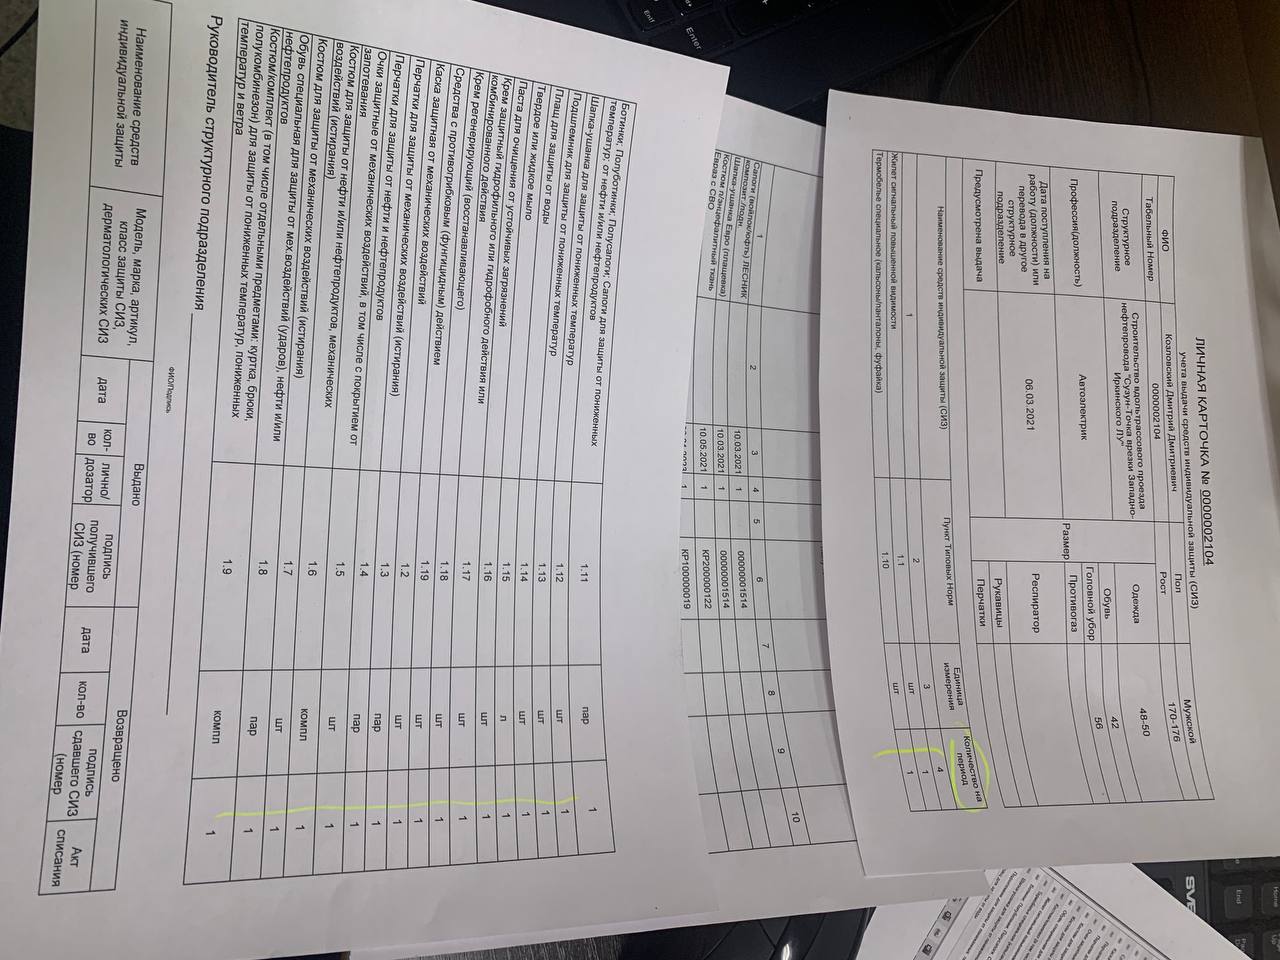 ЛИЧНАЯ КАРТОЧКА № 0000002104
учета выдачи средств индивидуальной защиты (СИЗ)
ФИО Козловский Дмитрий Дмитриевич Пол Мужской
Табельный Номер 0000002104 Рост 170-176
Структурное подразделение
Строительство вдольтрассового проезда нефтепровода "Сузун-Точка врезки Западно-Иркинского ЛУ"
Профессия(должность) Автоэлектрик
Дата поступления на работу (должности) или перевода в другое структурное подразделение 06.03.2021
Предусмотрена выдача
Размер
Одежда 48-50
Обувь 42
Головной убор 56
Противогаз
Респиратор
Рукавицы
Перчатки
Наименование средств индивидуальной защиты (СИЗ) Пункт Типовых Норм Единица измерения Количество на период
1 2 3 4
Жилет сигнальный повышенной видимости 1.1 шт 1
Термобелье специальное (кальсоны/панталоны, фуфайка) 1.10 шт 1
1 2 3 4 5 6 7 8 9 10
Сапоги (войлок/юфть) ЛЕСНИК композит./подн. 10.03.2021 1 00000001514
Шапка-ушанка Евро (плащевка) 10.03.2021 1 00000001514
Костюм п/энцефалитный ткань 10.05.2021 1 КР200000122
Евраз с СВО 1 КР100000019
Ботинки; Полуботинки; Полусапоги; Сапоги для защиты от пониженных температур; от нефти и/или нефтепродуктов 1.11 пар 1
Шапка-ушанка для защиты от пониженных температур 1.12 шт 1
Подшлемник для защиты от пониженных температур 1.13 шт 1
Плащ для защиты от воды 1.14 шт 1
Твердое или жидкое мыло 1.15 л 1
Паста для очищения от устойчивых загрязнений 1.16 шт 1
Крем защитный гидрофильного или гидрофобного действия или комбинированного действия 1.17 шт 1
Крем регенерирующий (восстанавливающего) 1.18 шт 1
Средства с противогрибковым (фунгицидным) действием 1.19 шт 1
Каска защитная от механических воздействий 1.2 шт 1
Перчатки для защиты от механических воздействий (истирания) 1.3 пар 1
Перчатки для защиты от нефти и нефтепродуктов 1.4 пар 1
Очки защитные от механических воздействий, в том числе с покрытием от запотевания 1.5 шт 1
Костюм для защиты от нефти и/или нефтепродуктов, механических воздействий (истирания) 1.6 компл 1
Костюм для защиты от механических воздействий (истирания) 1.7 шт 1
Обувь специальная для защиты от мех.воздействий (ударов), нефти и/или нефтепродуктов 1.8 пар 1
Костюм/комплект (в том числе отдельными предметами: куртка, брюки, полукомбинезон) для защиты от пониженных температур, пониженных температур и ветра 1.9 компл 1
Руководитель структурного подразделения
ФИО/Подпись
Наименование средств индивидуальной защиты
Модель, марка, артикул, класс защиты СИЗ, дерматологических СИЗ
Выдано
дата
кол-во
лично/дозатор
подпись получившего СИЗ (номер
Возвращено
дата
кол-во
подпись сдавшего СИЗ (номер
Акт списания
Enter
End
Home